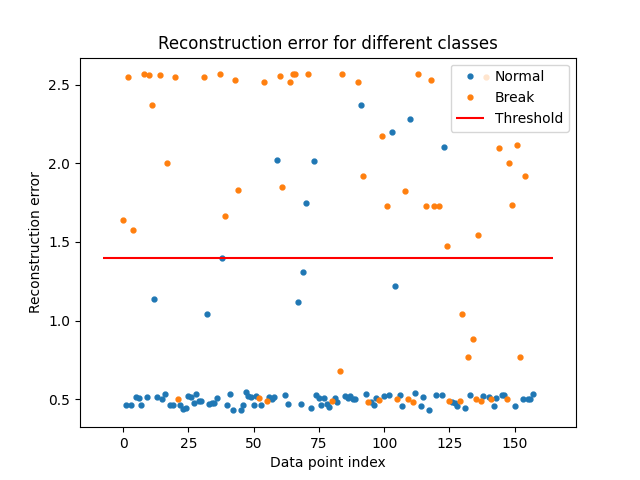 Reconstruction error for different classes
Normal
Break
Threshold
Reconstruction error
2.5
2.0
1.5
1.0
0.5
0
25
50
75
100
125
150
Data point index